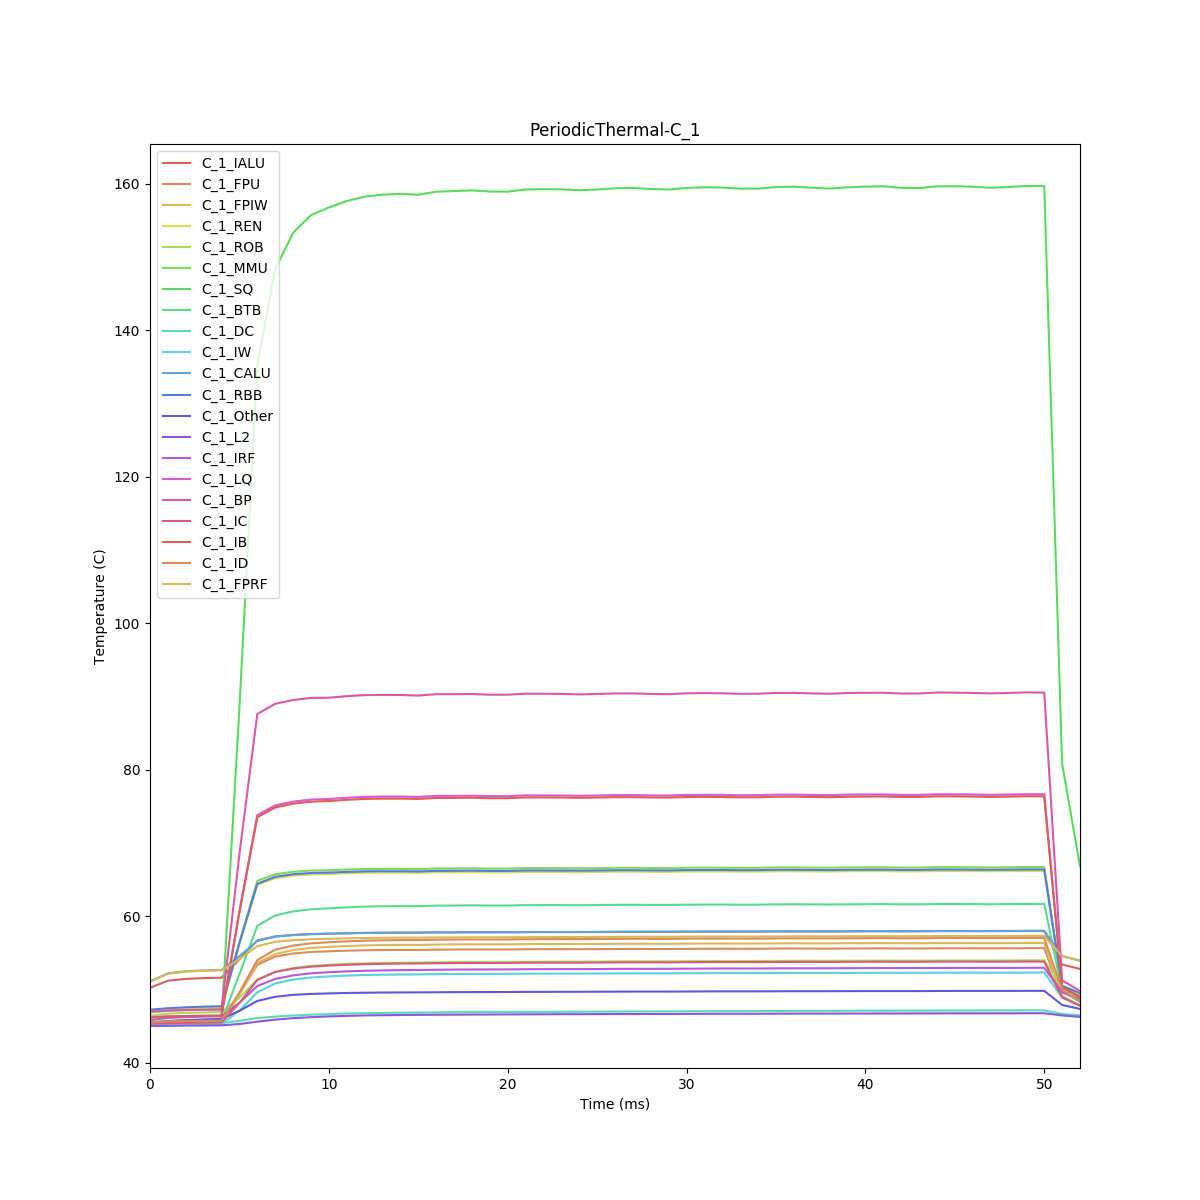 PeriodicThermal-C_1
C_1_IALU
C_1_FPU
C_1_FPIW
C_1_REN
C_1_ROB
C_1_MMU
C_1_SQ
C_1_BTB
C_1_DC
C_1_IW
C_1_CALU
C_1_RBB
C_1_Other
C_1_L2
C_1_IRF
C_1_LQ
C_1_BP
C_1_IC
C_1_IB
C_1_ID
C_1_FPRF
160
140
120
100
80
60
40
Temperature (C)
0 10 20 30 40 50
Time (ms)